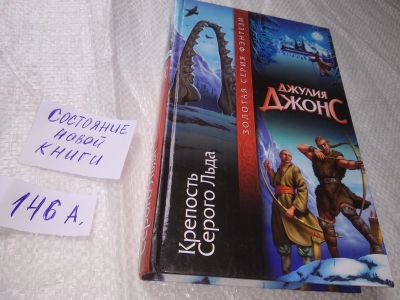 СОСТОЯНИЕ
НОВОЙ
КНИГИ
146 А.
ДЖУЛИЯ
ДЖОНС
ЗОЛОТАЯ СЕРИЯ ФЭНТЕЗИ
Крепость
Серого Льда